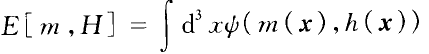 E[m,H] = ∫ d³xψ(m(x),h(x))